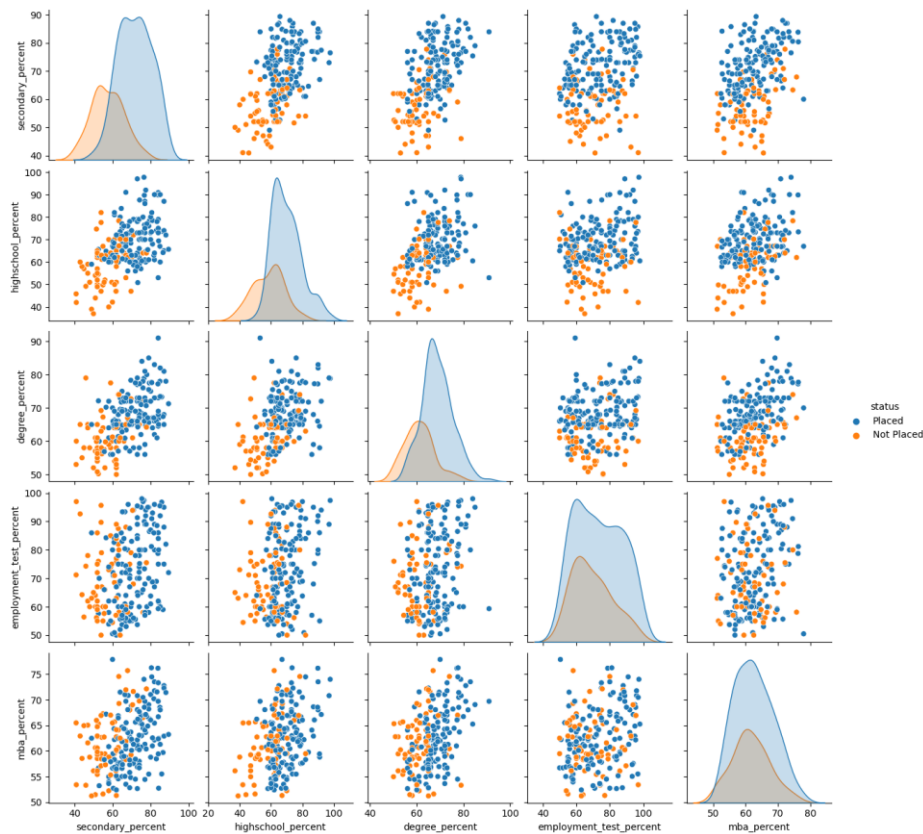 secondary_percent
90
80
70
60
50
40
highschool_percent
100
90
80
70
60
50
40
degree_percent
90
80
70
60
50
employment_test_percent
100
90
80
70
60
50
mba_percent
75
70
65
60
55
50
40 60 80 100
20 40 60 80 100 120
40 60 80 100
40 60 80 100
50 60 70 80
secondary_percent highschool_percent degree_percent employment_test_percent mba_percent
status
Placed
Not Placed